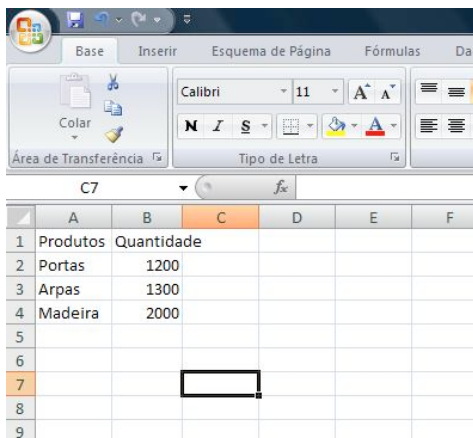 Base Inserir Esquema de Página Fórmulas Da
Calibri 11 A A
Colar
N I S A
Área de Transferência Tipo de Letra
C7 fx
A B C D E F
1 Produtos Quantidade
2 Portas 1200
3 Arpas 1300
4 Madeira 2000
5
6
7
8
9